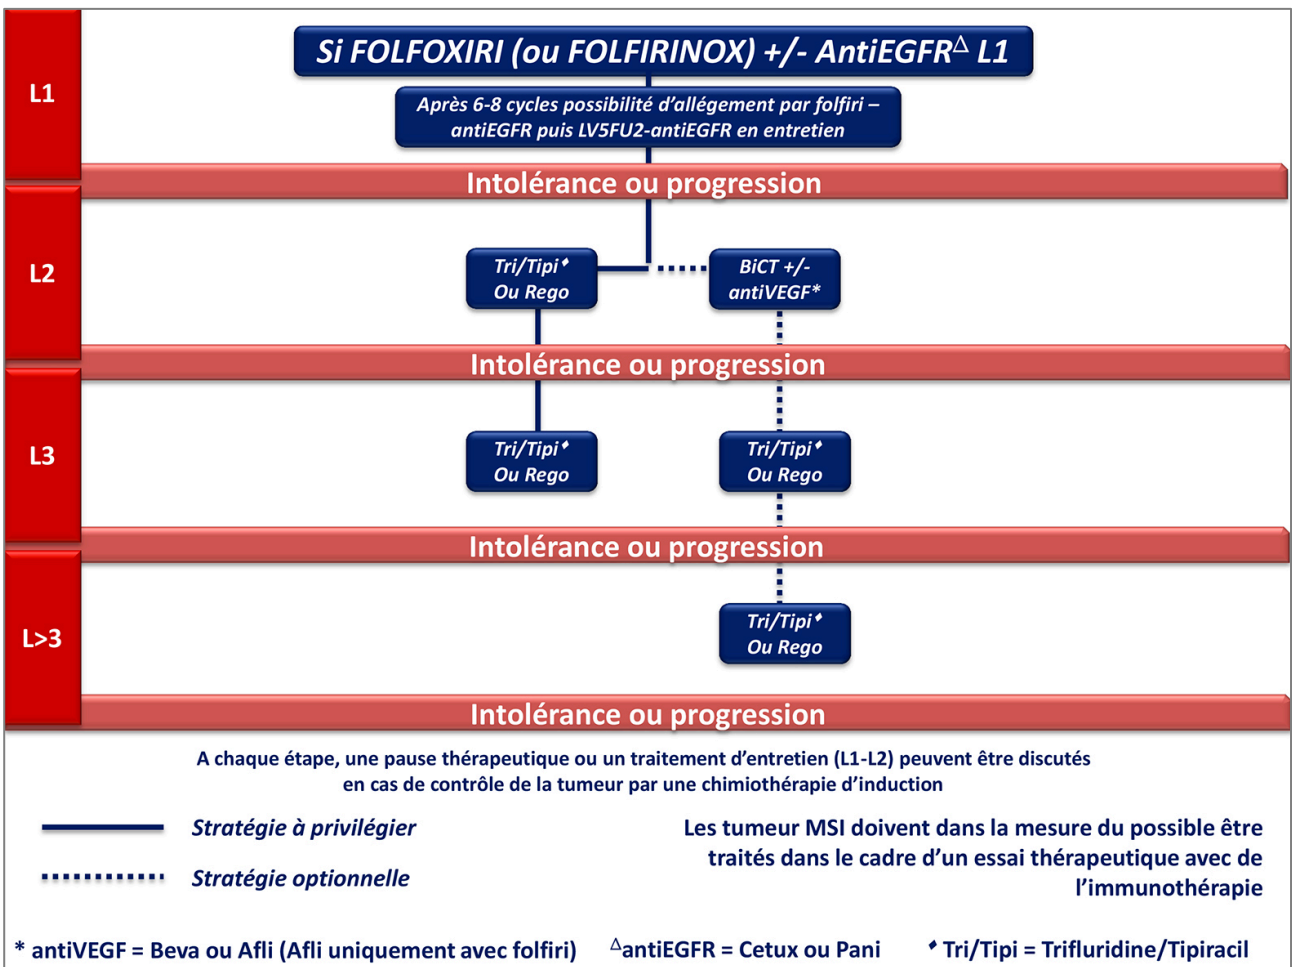 L1
Si FOLFOXIRI (ou FOLFIRINOX) +/- AntiEGFRΔ L1
Après 6-8 cycles possibilité d'allégement par folfiri –
antiEGFR puis LV5FU2-antiEGFR en entretien
Intolérance ou progression
L2
Tri/Tipi♦
Ou Rego
BiCT +/-
antiVEGF*
Intolérance ou progression
L3
Tri/Tipi♦
Ou Rego
Tri/Tipi♦
Ou Rego
Intolérance ou progression
L>3
Tri/Tipi♦
Ou Rego
Intolérance ou progression
A chaque étape, une pause thérapeutique ou un traitement d'entretien (L1-L2) peuvent être discutés
en cas de contrôle de la tumeur par une chimiothérapie d'induction
Stratégie à privilégier
Stratégie optionnelle
Les tumeur MSI doivent dans la mesure du possible être
traités dans le cadre d'un essai thérapeutique avec de
l'immunothérapie
* antiVEGF = Beva ou Afli (Afli uniquement avec folfiri) ΔantiEGFR = Cetux ou Pani ♦ Tri/Tipi = Trifluridine/Tipiracil